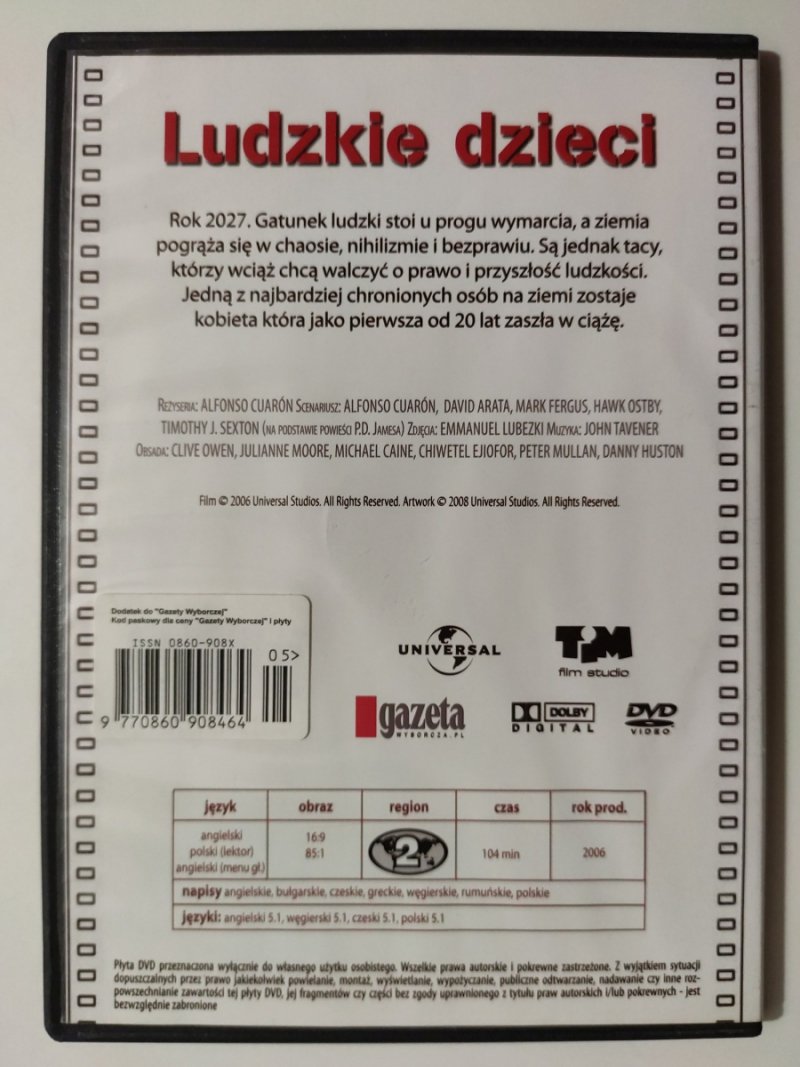 Ludzkie dzieci
Rok 2027. Gatunek ludzki stoi u progu wymarcia, a ziemia
pogrąża się w chaosie, nihilizmie i bezprawiu. Są jednak tacy,
którzy wciąż chcą walczyć o prawo i przyszłość ludzkości.
Jedną z najbardziej chronionych osób na ziemi zostaje
kobieta która jako pierwsza od 20 lat zaszła w ciążę.
Reżyseria: ALFONSO CUARÓN Scenariusz: ALFONSO CUARÓN, DAVID ARATA, MARK FERGUS, HAWK OSTBY,
TIMOTHY J. SEXTON (na podstawie powieści P.D. Jamesa) Zdjęcia: EMMANUEL LUBEZKI Muzyka: JOHN TAVENER
Obsada: CLIVE OWEN, JULIANNE MOORE, MICHAEL CAINE, CHIWETEL EJIOFOR, PETER MULLAN, DANNY HUSTON
Film © 2006 Universal Studios. All Rights Reserved. Artwork © 2008 Universal Studios. All Rights Reserved.
Dodatek do "Gazety Wyborczej"
Kod paskowy dla ceny "Gazety Wyborczej" i płyty
ISSN 0860-908X
05>
9 770860 908464
UNIVERSAL
TiM
film studio
gazeta
WYBORCZA.PL
DOLBY
DIGITAL
DVD
VIDEO
język obraz region czas rok prod.
angielski
polski (lektor)
angielski (menu gł.)
16:9
85:1
2
104 min
2006
napisy angielskie, bułgarskie, czeskie, greckie, węgierskie, rumuńskie, polskie
języki: angielski 5.1, węgierski 5.1, czeski 5.1, polski 5.1
Płyta DVD przeznaczona wyłącznie do własnego użytku osobistego. Wszelkie prawa autorskie i pokrewne zastrzeżone. Z wyjątkiem sytuacji
dopuszczalnych przez prawo jakiekolwiek powielanie, montaż, wyświetlanie, wypożyczanie, publiczne odtwarzanie, nadawanie czy inne roz-
powszechnianie zawartości tej płyty DVD, jej fragmentów czy części bez zgody uprawnionego z tytułu praw autorskich i/lub pokrewnych - jest
bezwzględnie zabronione